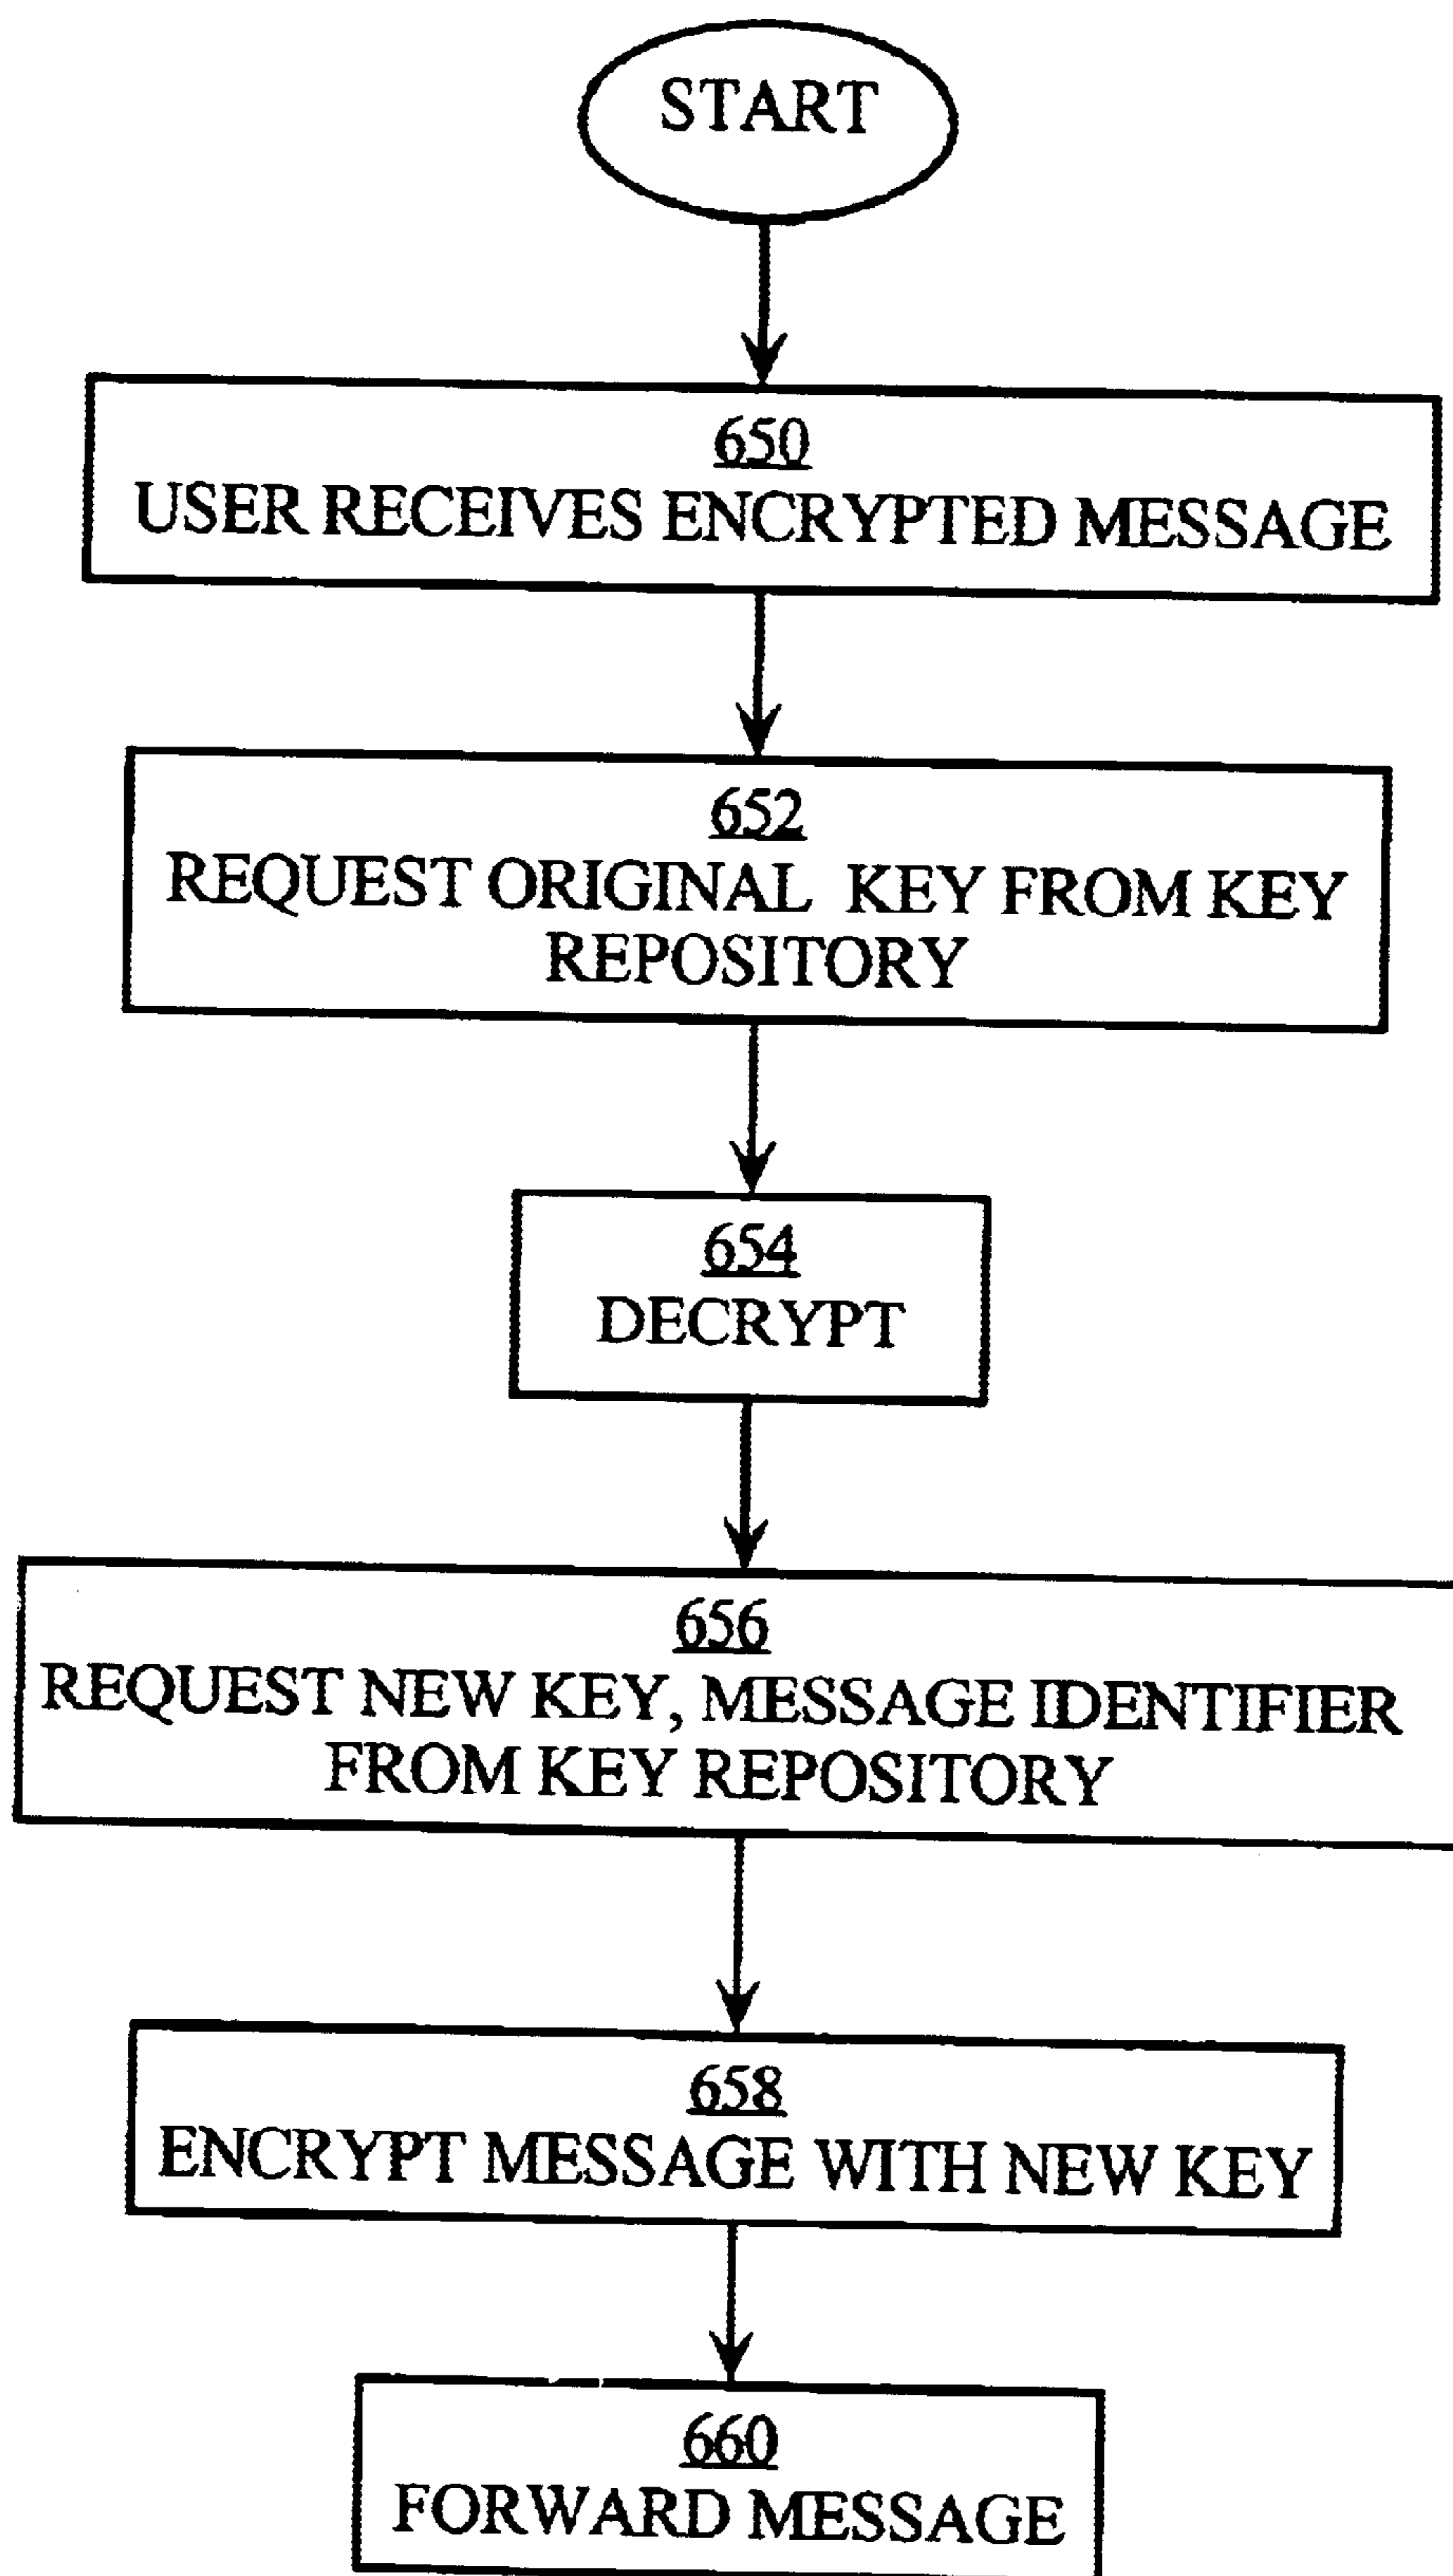 START
650
USER RECEIVES ENCRYPTED MESSAGE
652
REQUEST ORIGINAL KEY FROM KEY
REPOSITORY
654
DECRYPT
656
REQUEST NEW KEY, MESSAGE IDENTIFIER
FROM KEY REPOSITORY
658
ENCRYPT MESSAGE WITH NEW KEY
660
FORWARD MESSAGE